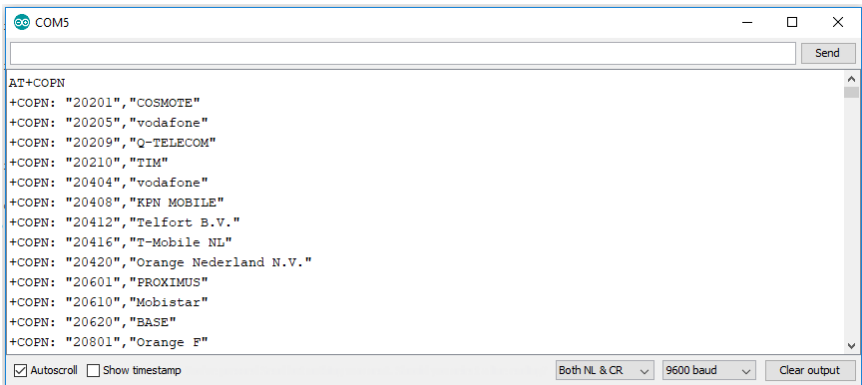 COM5
Send
AT+COPN
+COPN: "20201","COSMOTE"
+COPN: "20205","vodafone"
+COPN: "20209","Q-TELECOM"
+COPN: "20210","TIM"
+COPN: "20404","vodafone"
+COPN: "20408","KPN MOBILE"
+COPN: "20412","Telfort B.V."
+COPN: "20416","T-Mobile NL"
+COPN: "20420","Orange Nederland N.V."
+COPN: "20601","PROXIMUS"
+COPN: "20610","Mobistar"
+COPN: "20620","BASE"
+COPN: "20801","Orange F"
Autoscroll Show timestamp Both NL & CR 9600 baud Clear output